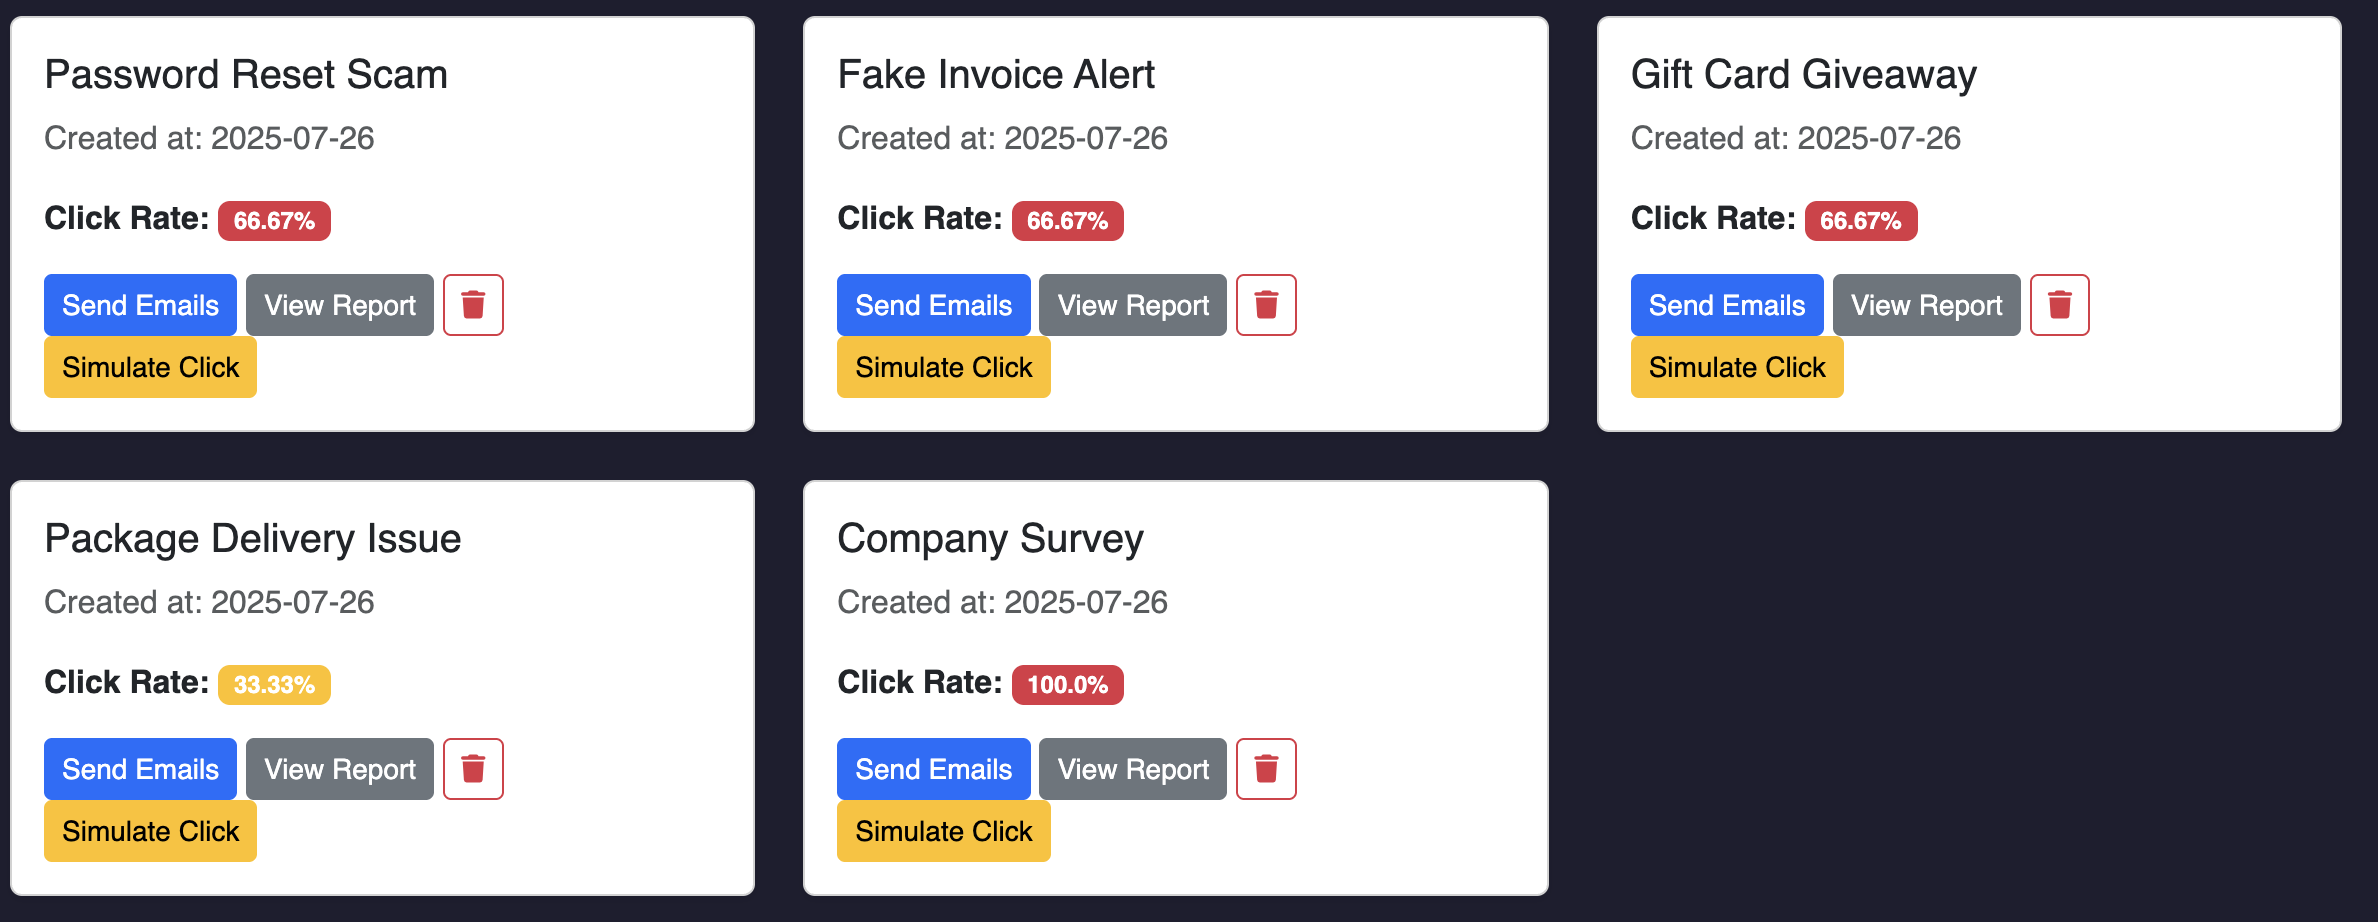 Password Reset Scam
Created at: 2025-07-26
Click Rate: 66.67%
Send Emails View Report
Simulate Click
Fake Invoice Alert
Created at: 2025-07-26
Click Rate: 66.67%
Send Emails View Report
Simulate Click
Gift Card Giveaway
Created at: 2025-07-26
Click Rate: 66.67%
Send Emails View Report
Simulate Click
Package Delivery Issue
Created at: 2025-07-26
Click Rate: 33.33%
Send Emails View Report
Simulate Click
Company Survey
Created at: 2025-07-26
Click Rate: 100.0%
Send Emails View Report
Simulate Click